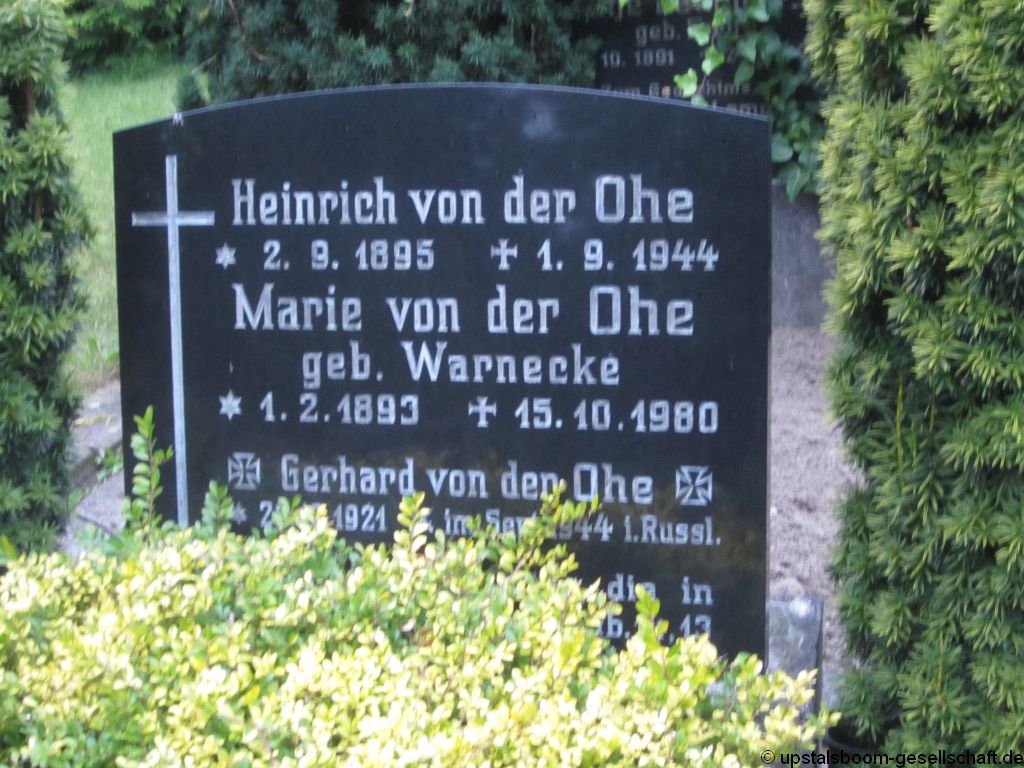 geb.
10. 1891
Heinrich von der Ohe
* 2. 9. 1895 ✝ 1. 9. 1944
Marie von der Ohe
geb. Warnecke
* 1. 2. 1893 ✝ 15. 10. 1980
Gerhard von der Ohe
1921 im Sept. 1944 i. Russl.
die in
13
© upstalsboom-gesellschaft.de